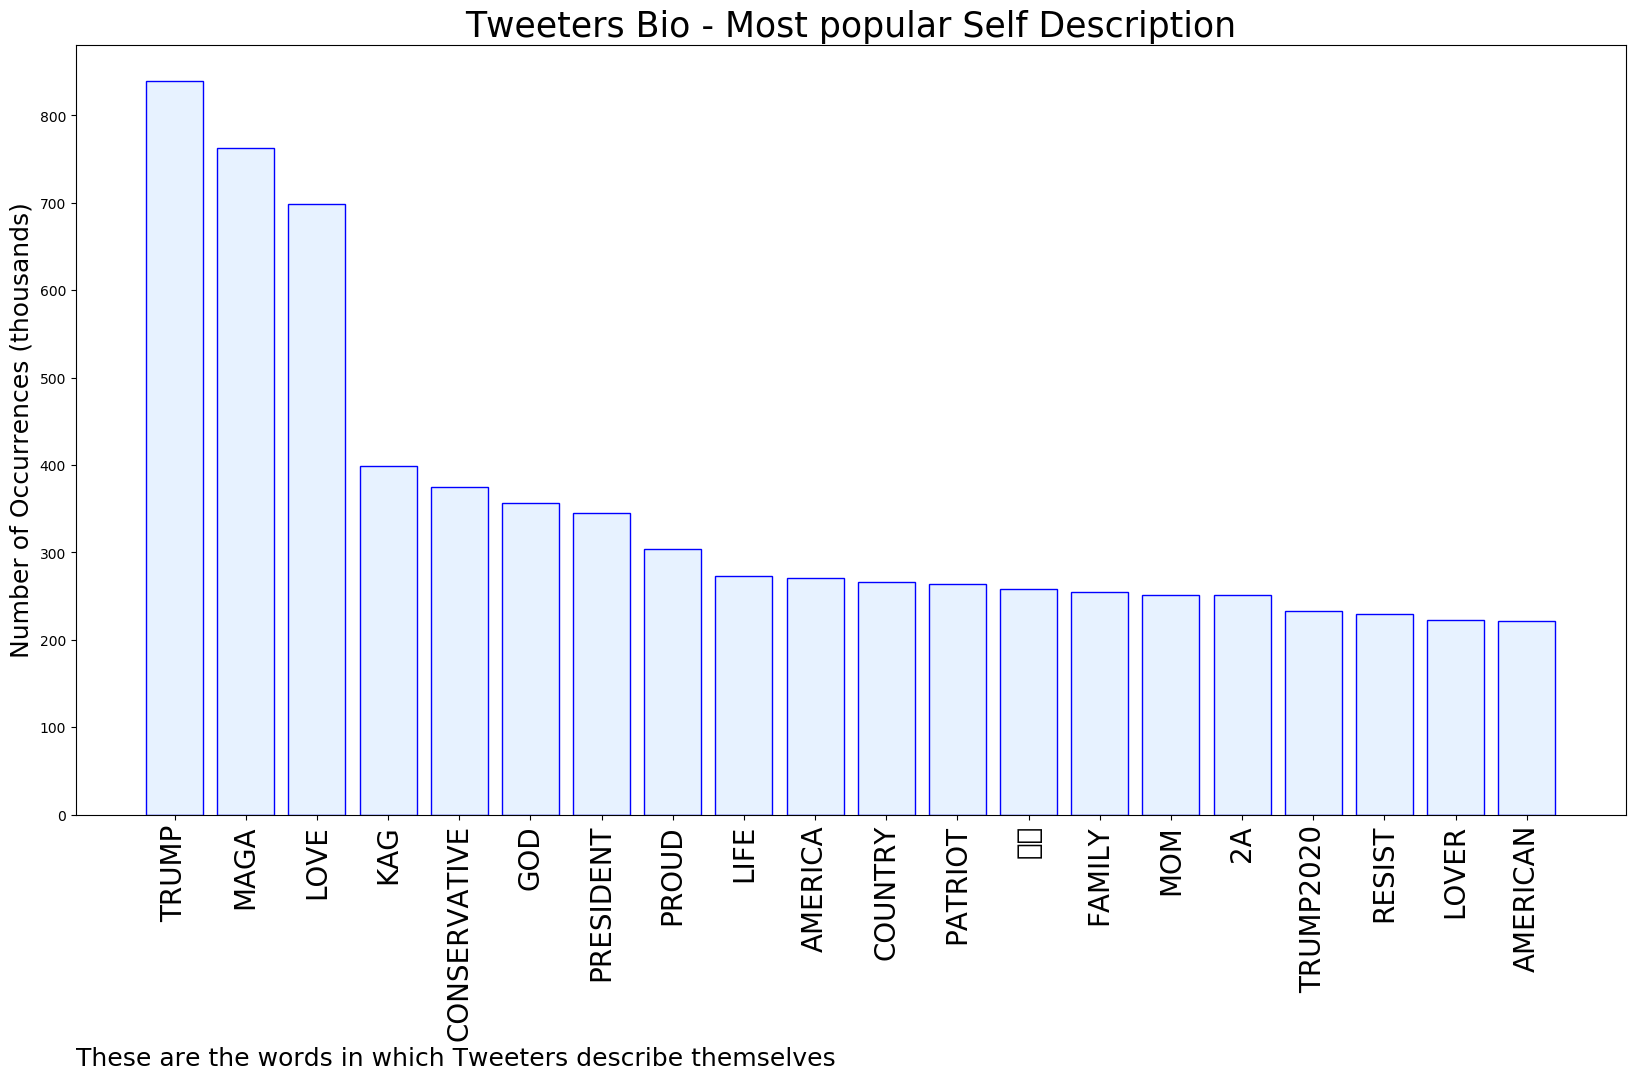 Tweeters Bio - Most popular Self Description
Number of Occurrences (thousands)
800
700
600
500
400
300
200
100
0
TRUMP
MAGA
LOVE
KAG
CONSERVATIVE
GOD
PRESIDENT
PROUD
LIFE
AMERICA
COUNTRY
PATRIOT
FAMILY
MOM
2A
TRUMP2020
RESIST
LOVER
AMERICAN
These are the words in which Tweeters describe themselves